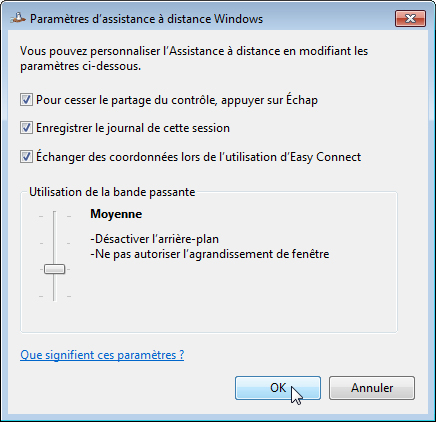 Paramètres d'assistance à distance Windows
Vous pouvez personnaliser l'Assistance à distance en modifiant les
paramètres ci-dessous.
Pour cesser le partage du contrôle, appuyer sur Échap
Enregistrer le journal de cette session
Échanger des coordonnées lors de l'utilisation d'Easy Connect
Utilisation de la bande passante
Moyenne
-Désactiver l'arrière-plan
-Ne pas autoriser l'agrandissement de fenêtre
Que signifient ces paramètres ?
OK
Annuler